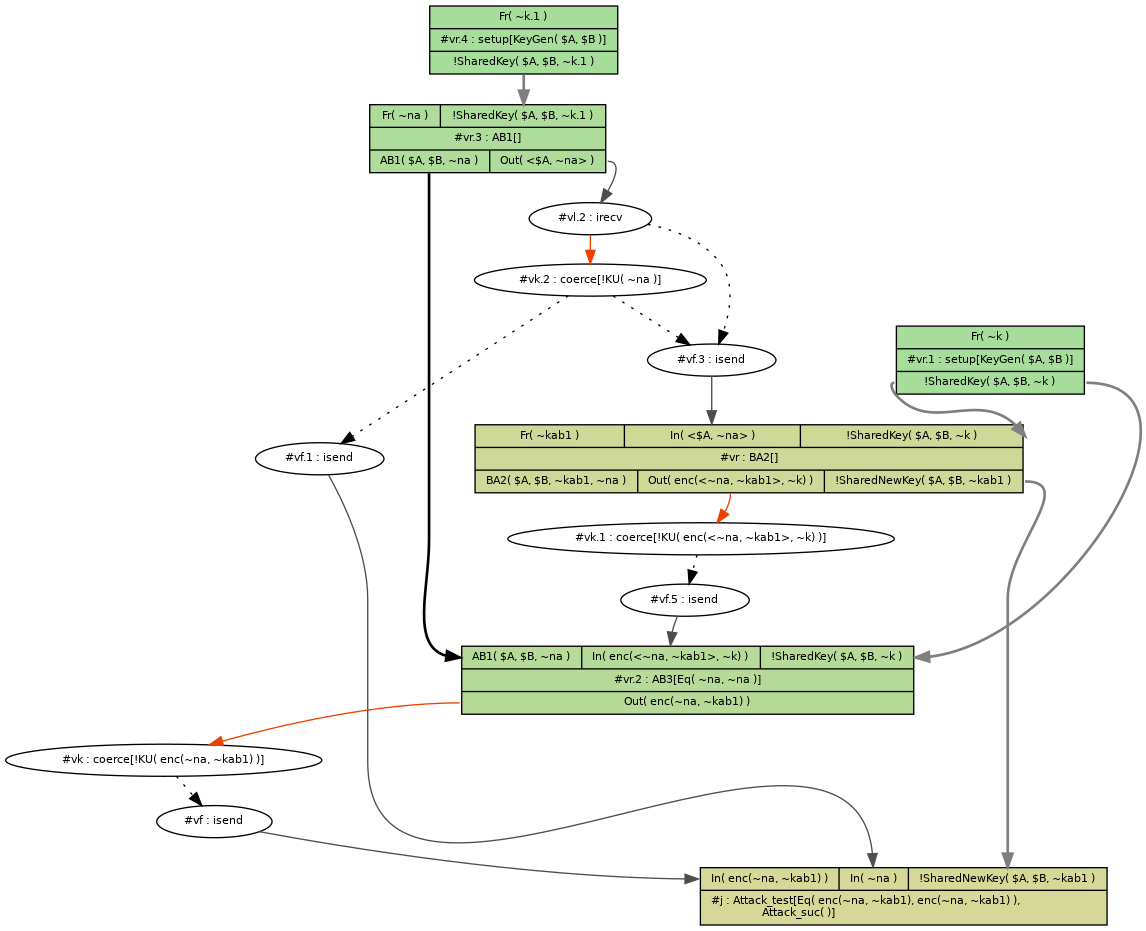 Fr( ~k.1 )
#vr.4 : setup[KeyGen( $A, $B )]
!SharedKey( $A, $B, ~k.1 )
Fr( ~na ) !SharedKey( $A, $B, ~k.1 )
#vr.3 : AB1[]
AB1( $A, $B, ~na ) Out( <$A, ~na> )
#vl.2 : irecv
#vk.2 : coerce[!KU( ~na )]
#vf.3 : isend
Fr( ~k )
#vr.1 : setup[KeyGen( $A, $B )]
!SharedKey( $A, $B, ~k )
#vf.1 : isend
Fr( ~kab1 ) In( <$A, ~na> ) !SharedKey( $A, $B, ~k )
#vr : BA2[]
BA2( $A, $B, ~kab1, ~na ) Out( enc(<~na, ~kab1>, ~k) ) !SharedNewKey( $A, $B, ~kab1 )
#vk.1 : coerce[!KU( enc(<~na, ~kab1>, ~k) )]
#vf.5 : isend
AB1( $A, $B, ~na ) In( enc(<~na, ~kab1>, ~k) ) !SharedKey( $A, $B, ~k )
#vr.2 : AB3[Eq( ~na, ~na )]
Out( enc(~na, ~kab1) )
#vk : coerce[!KU( enc(~na, ~kab1) )]
#vf : isend
In( enc(~na, ~kab1) ) In( ~na ) !SharedNewKey( $A, $B, ~kab1 )
#j : Attack_test[Eq( enc(~na, ~kab1), enc(~na, ~kab1) ),
Attack_suc( )]